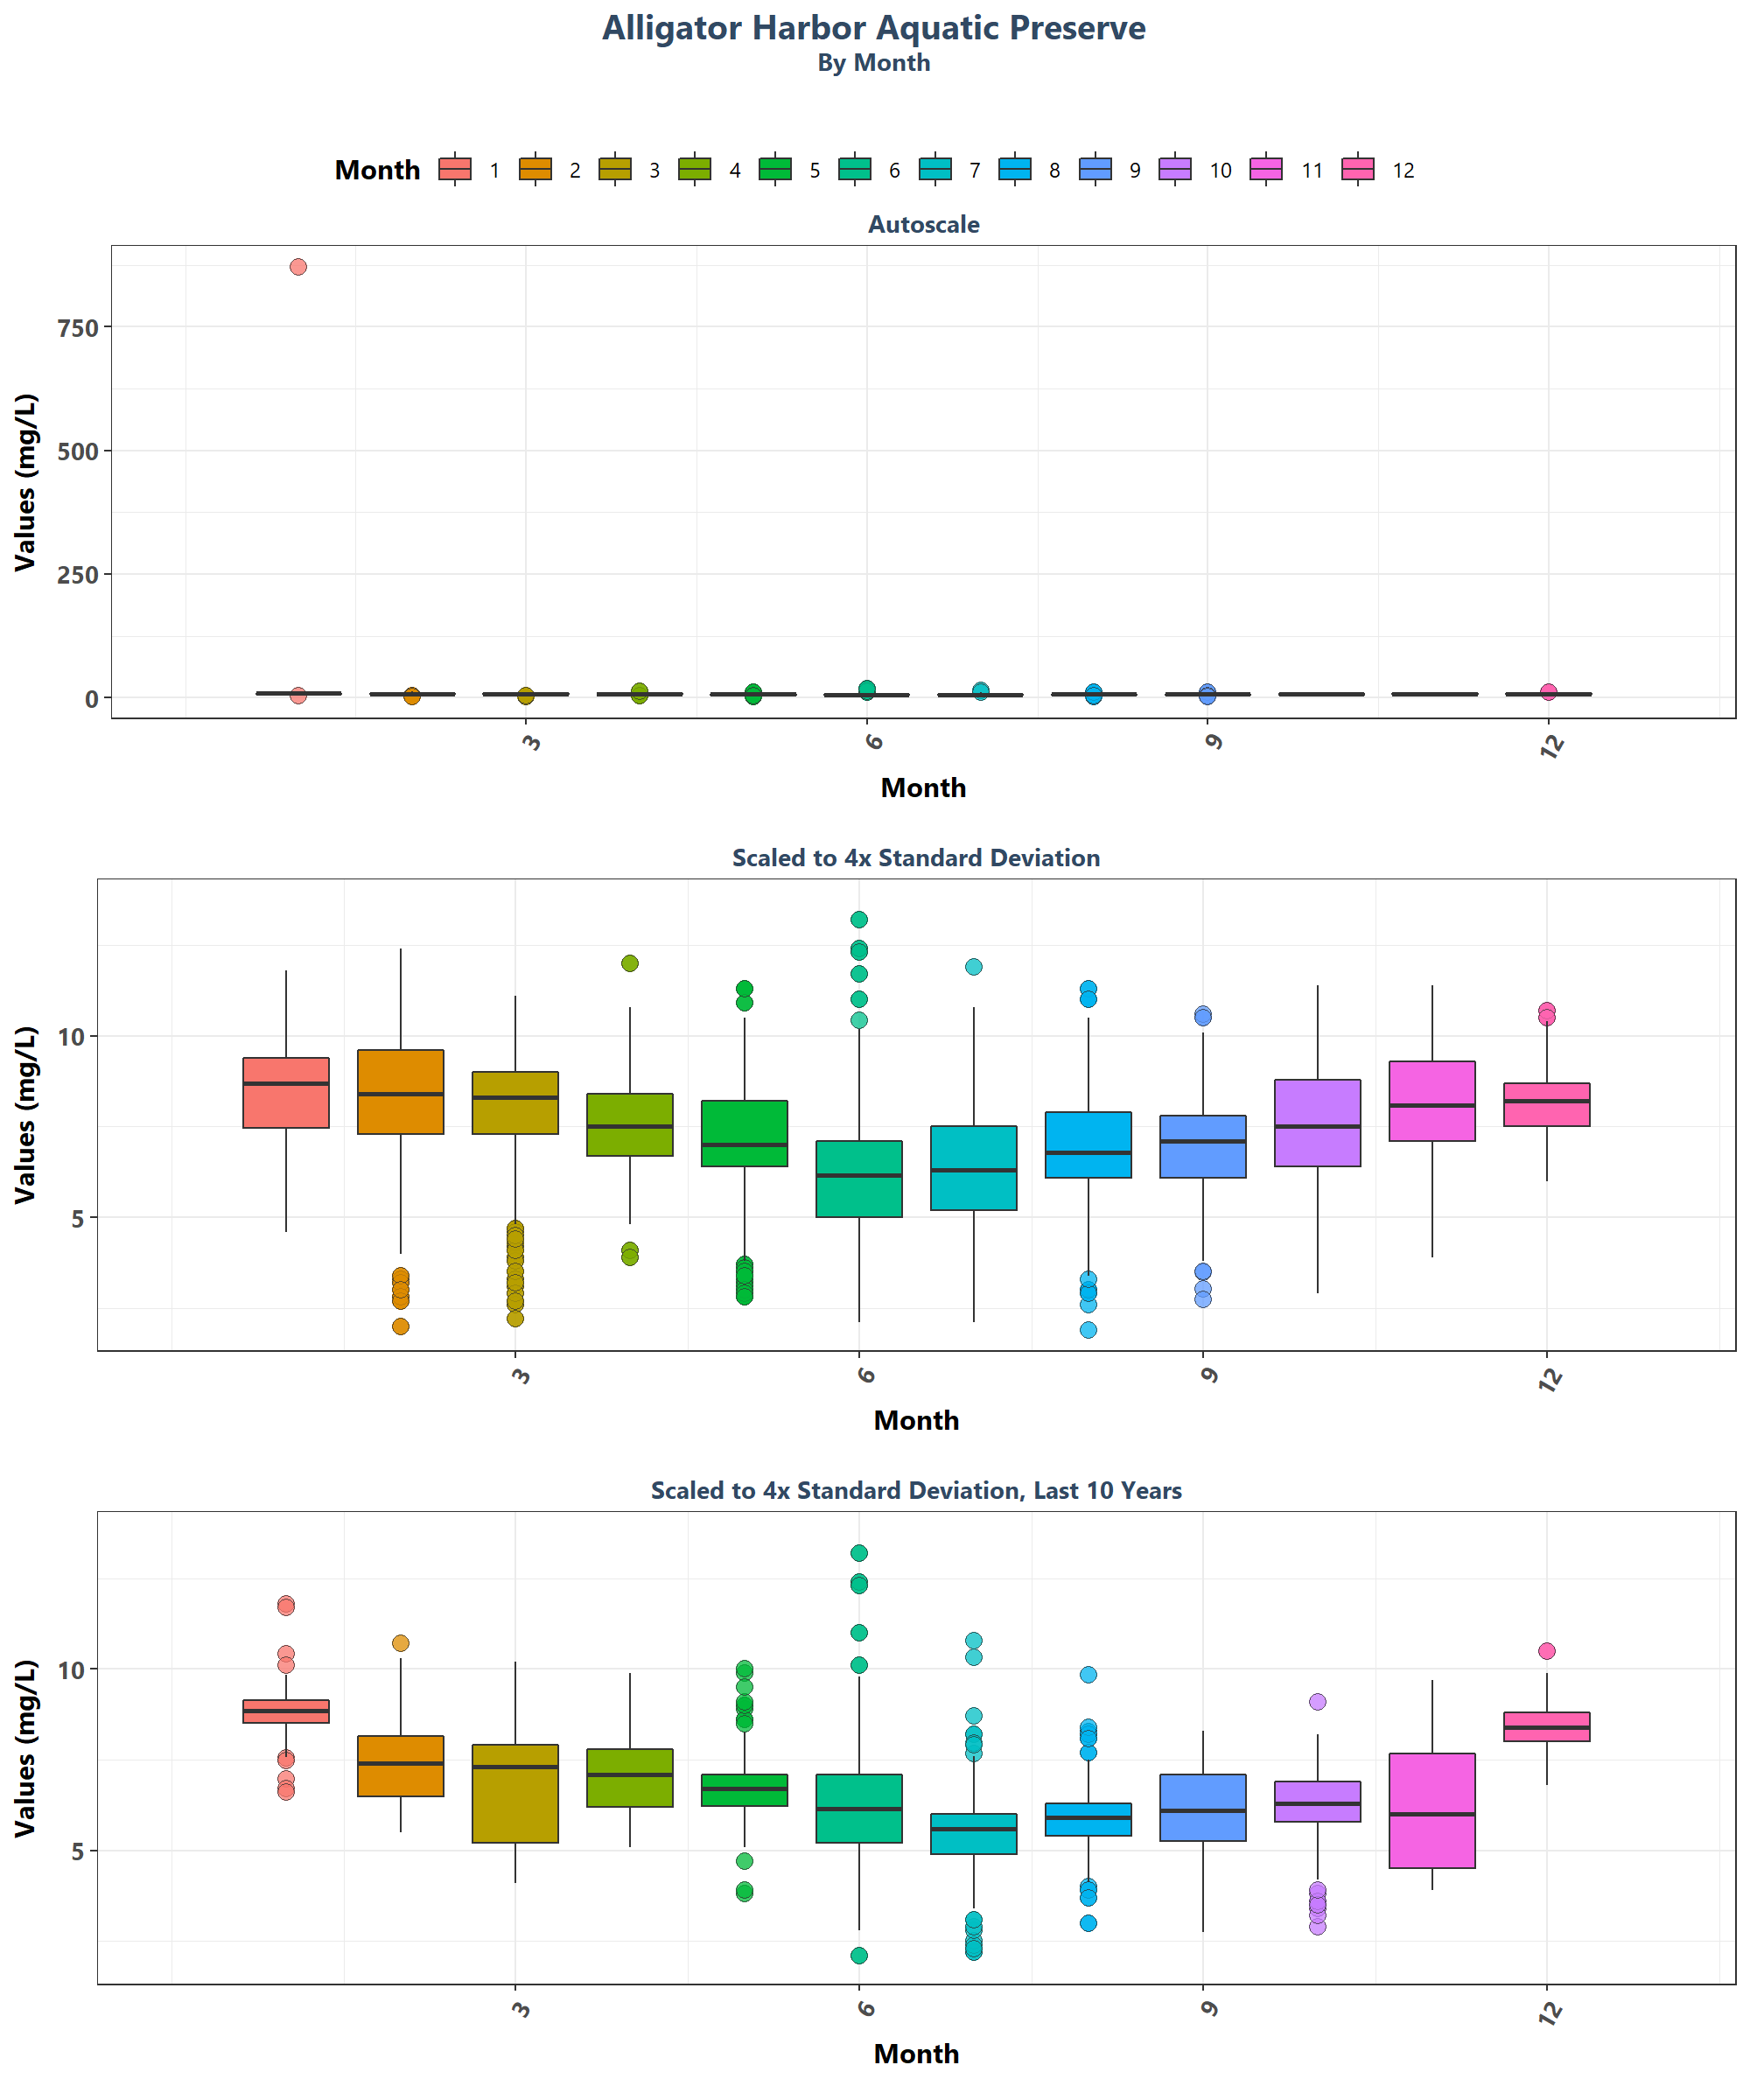 Alligator Harbor Aquatic Preserve
By Month
Month 1 2 3 4 5 6 7 8 9 10 11 12
Autoscale
Values (mg/L)
750
500
250
0
3 6 9 12
Month
Scaled to 4x Standard Deviation
Values (mg/L)
10
5
3 6 9 12
Month
Scaled to 4x Standard Deviation, Last 10 Years
Values (mg/L)
10
5
3 6 9 12
Month